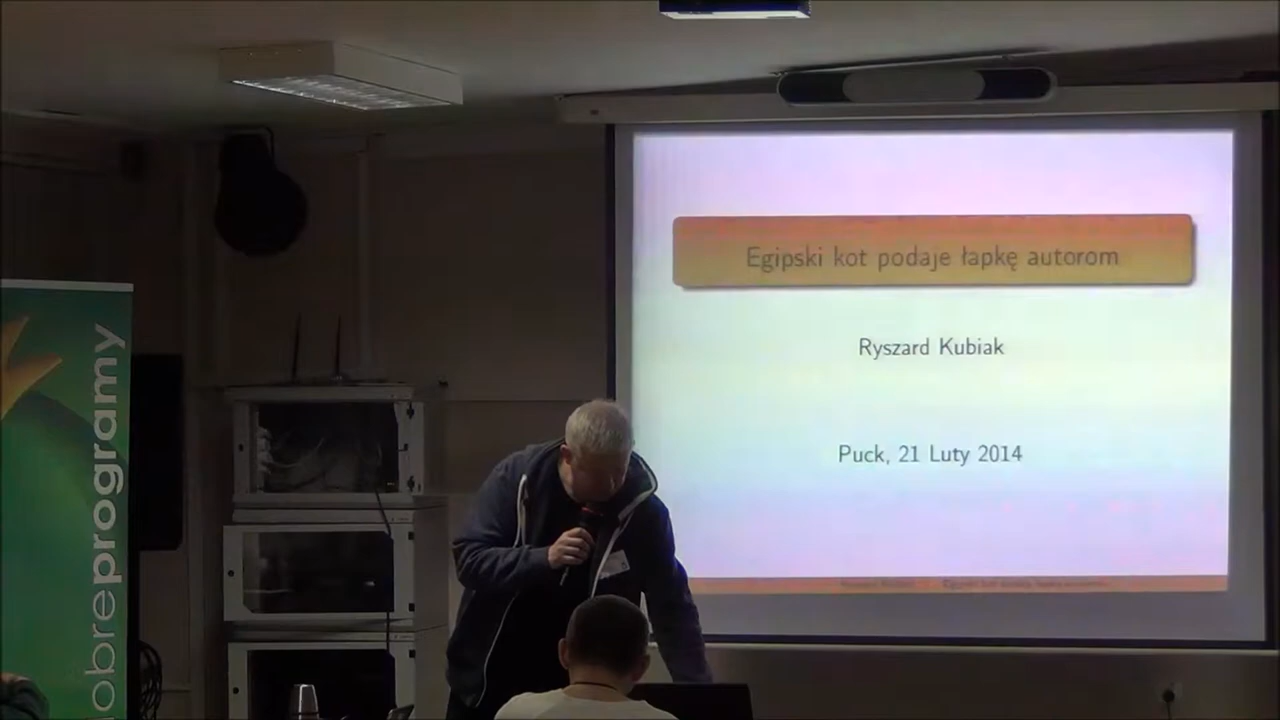 Egipski kot podaje łapkę autorom
Ryszard Kubiak
Puck, 21 Luty 2014
dobreprogramy